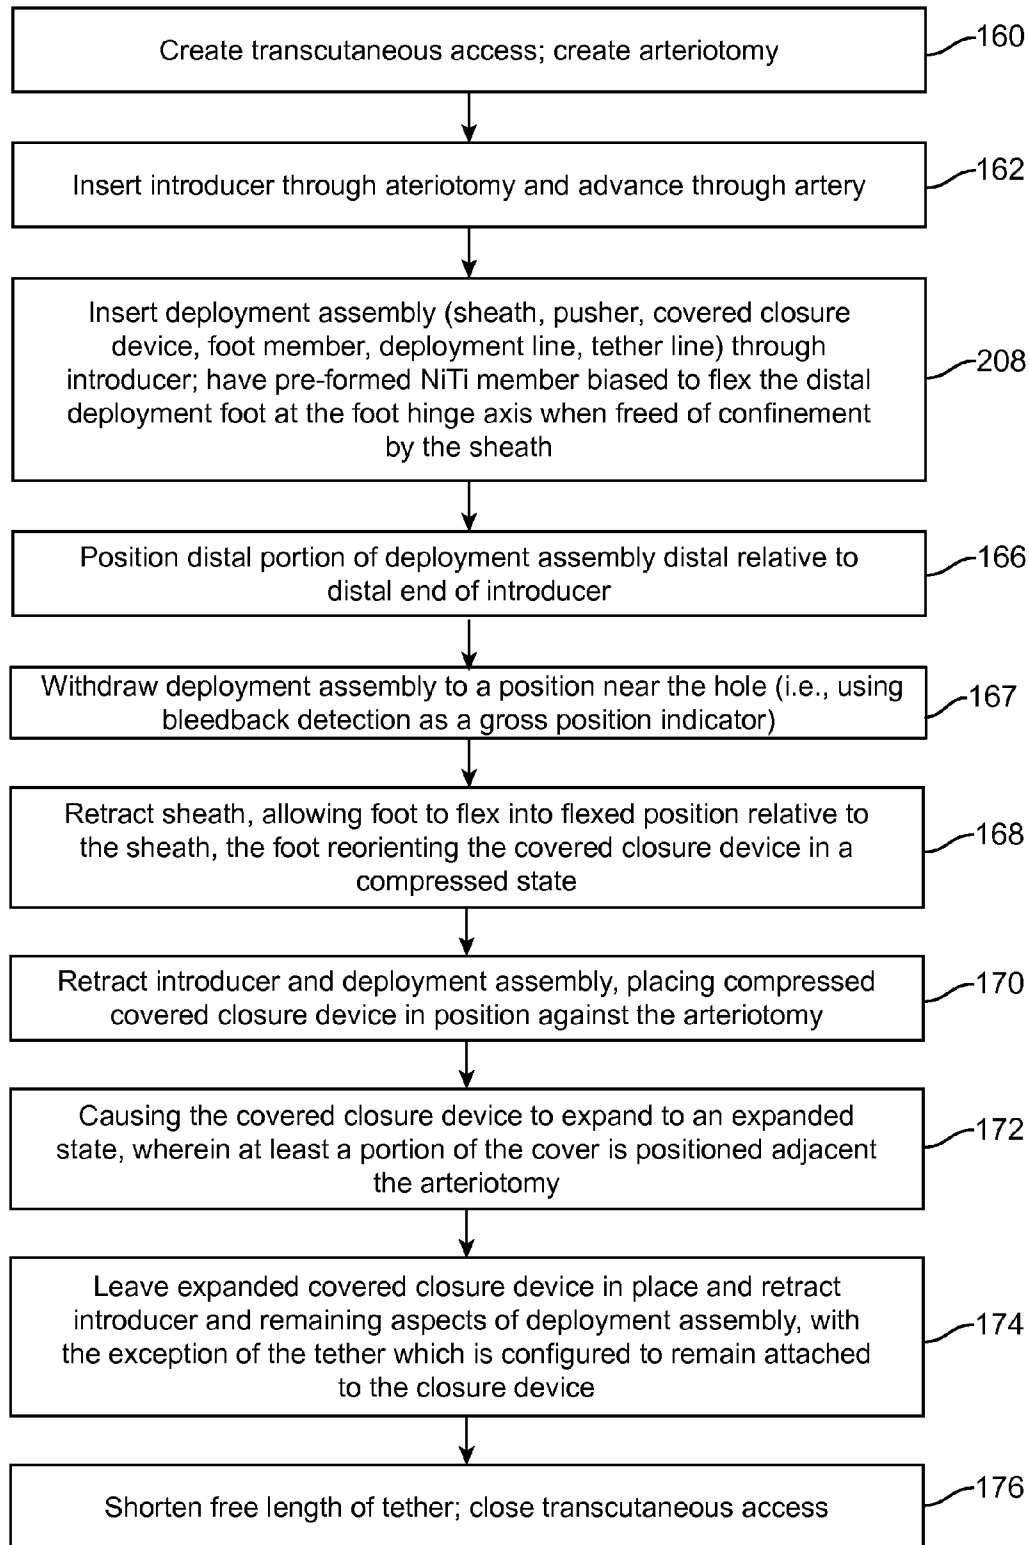 Create transcutaneous access; create arteriotomy
160
Insert introducer through ateriotomy and advance through artery
162
Insert deployment assembly (sheath, pusher, covered closure
device, foot member, deployment line, tether line) through
introducer; have pre-formed NiTi member biased to flex the distal
deployment foot at the foot hinge axis when freed of confinement
by the sheath
208
Position distal portion of deployment assembly distal relative to
distal end of introducer
166
Withdraw deployment assembly to a position near the hole (i.e., using
bleedback detection as a gross position indicator)
167
Retract sheath, allowing foot to flex into flexed position relative to
the sheath, the foot reorienting the covered closure device in a
compressed state
168
Retract introducer and deployment assembly, placing compressed
covered closure device in position against the arteriotomy
170
Causing the covered closure device to expand to an expanded
state, wherein at least a portion of the cover is positioned adjacent
the arteriotomy
172
Leave expanded covered closure device in place and retract
introducer and remaining aspects of deployment assembly, with
the exception of the tether which is configured to remain attached
to the closure device
174
Shorten free length of tether; close transcutaneous access
176